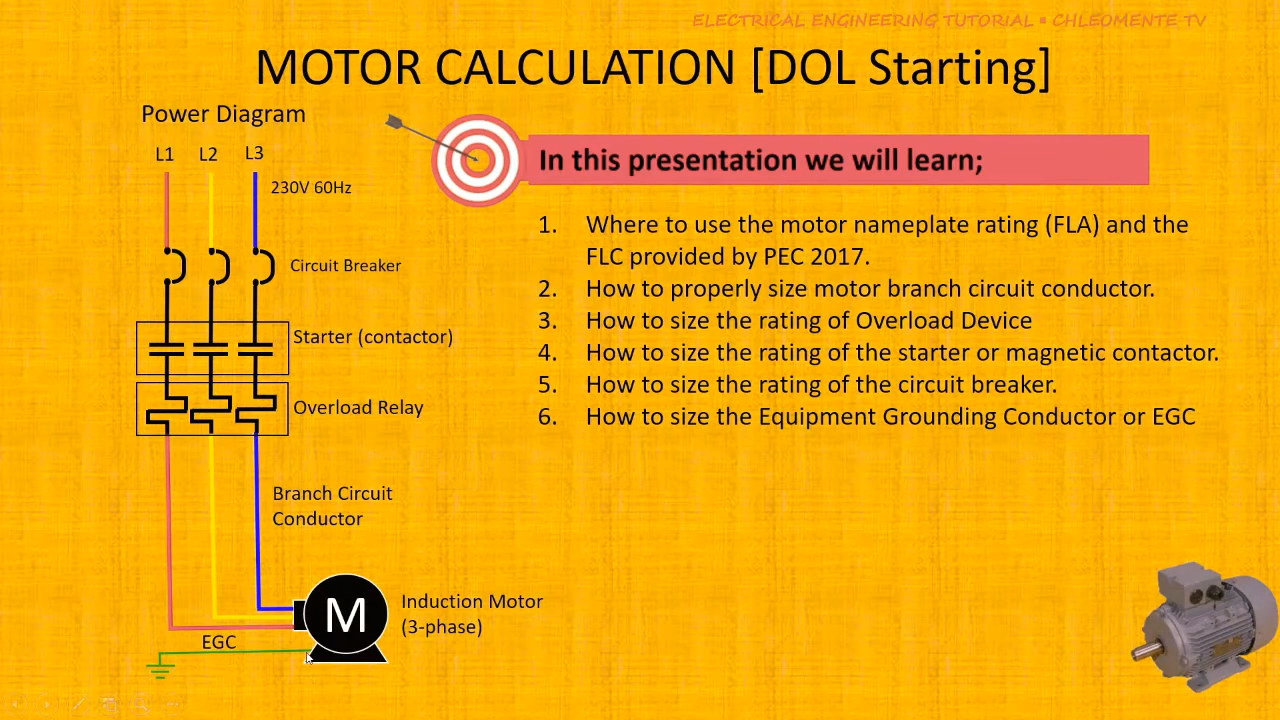 ELECTRICAL ENGINEERING TUTORIAL ▪ CHLEOMENTE TV
MOTOR CALCULATION [DOL Starting]
Power Diagram
L1 L2 L3
230V 60Hz
Circuit Breaker
Starter (contactor)
Overload Relay
Branch Circuit
Conductor
M
Induction Motor
(3-phase)
EGC
In this presentation we will learn;
1. Where to use the motor nameplate rating (FLA) and the
FLC provided by PEC 2017.
2. How to properly size motor branch circuit conductor.
3. How to size the rating of Overload Device
4. How to size the rating of the starter or magnetic contactor.
5. How to size the rating of the circuit breaker.
6. How to size the Equipment Grounding Conductor or EGC